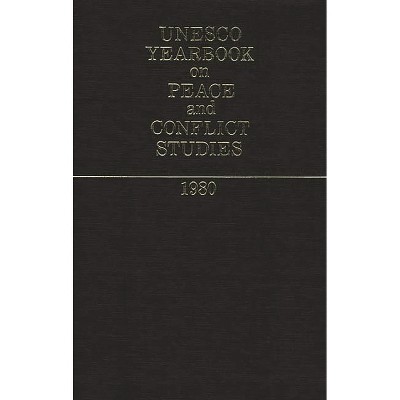 UNESCO
YEARBOOK
on
PEACE
and
CONFLICT
STUDIES
1980